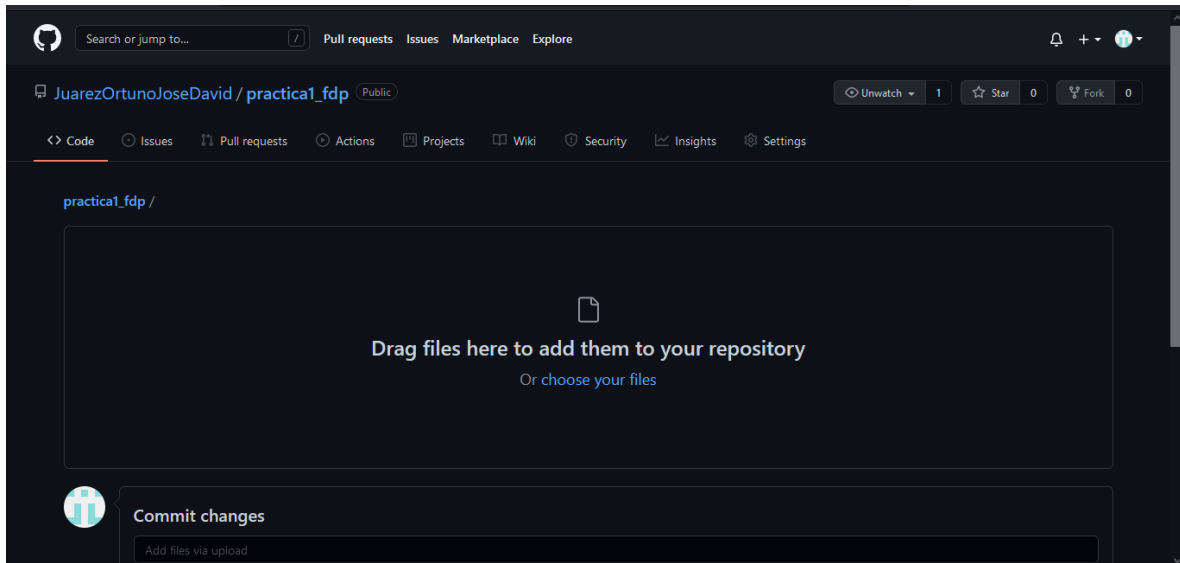 Search or jump to... / Pull requests Issues Marketplace Explore
JuarezOrtunoJoseDavid / practica1_fdp Public Unwatch 1 Star 0 Fork 0
Code Issues Pull requests Actions Projects Wiki Security Insights Settings
practica1_fdp /
Drag files here to add them to your repository
Or choose your files
Commit changes
Add files via upload